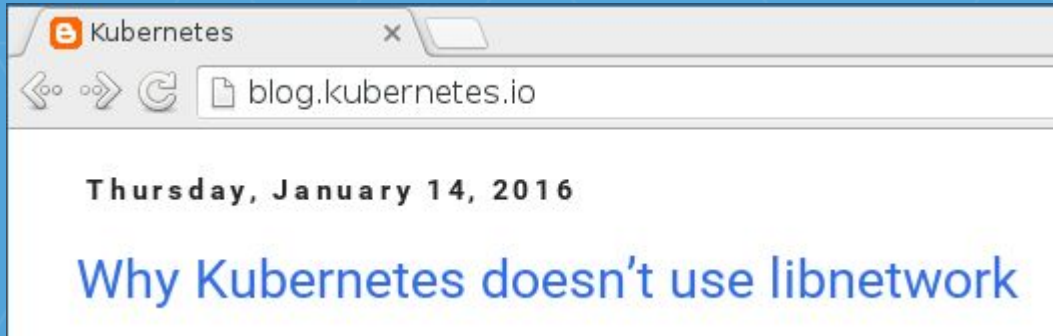 Kubernetes
blog.kubernetes.io
Thursday, January 14, 2016
Why Kubernetes doesn’t use libnetwork